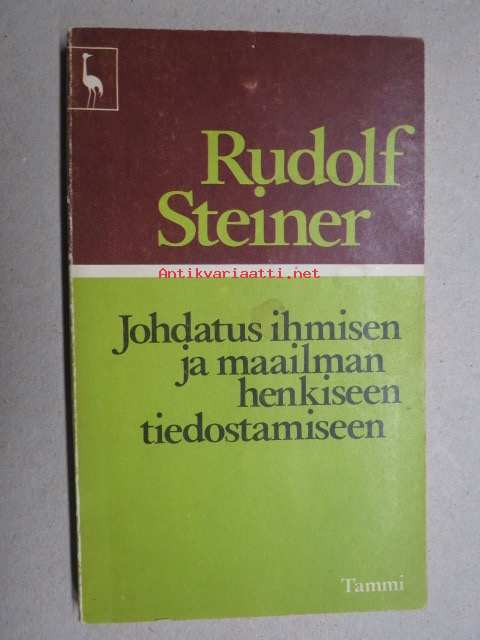 Rudolf
Steiner
Antikvariaatti.net
Johdatus ihmisen
ja maailman
henkiseen
tiedostamiseen
Tammi